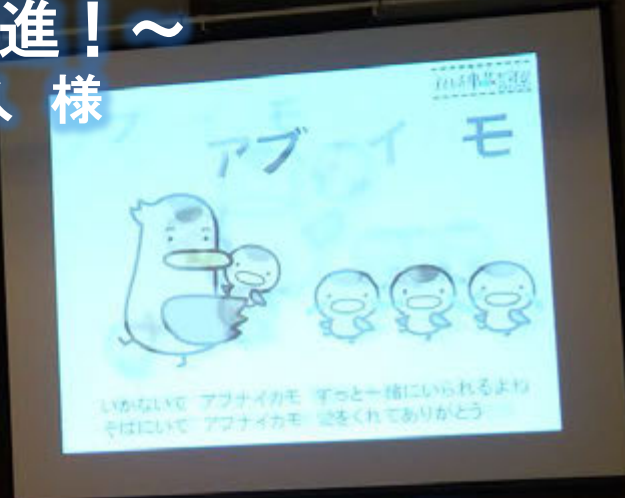 進！～
様
アブ イ モ
いかないで アブナイカモ ずっと一緒にいられるよね
そばにいて アブナイカモ をくれてありがとう